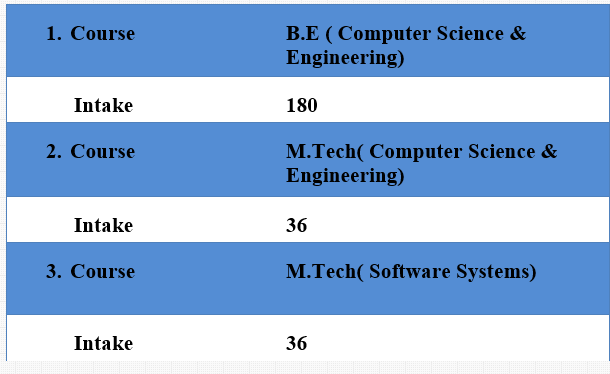 1. Course B.E ( Computer Science &
Engineering)
Intake 180
2. Course M.Tech( Computer Science &
Engineering)
Intake 36
3. Course M.Tech( Software Systems)
Intake 36